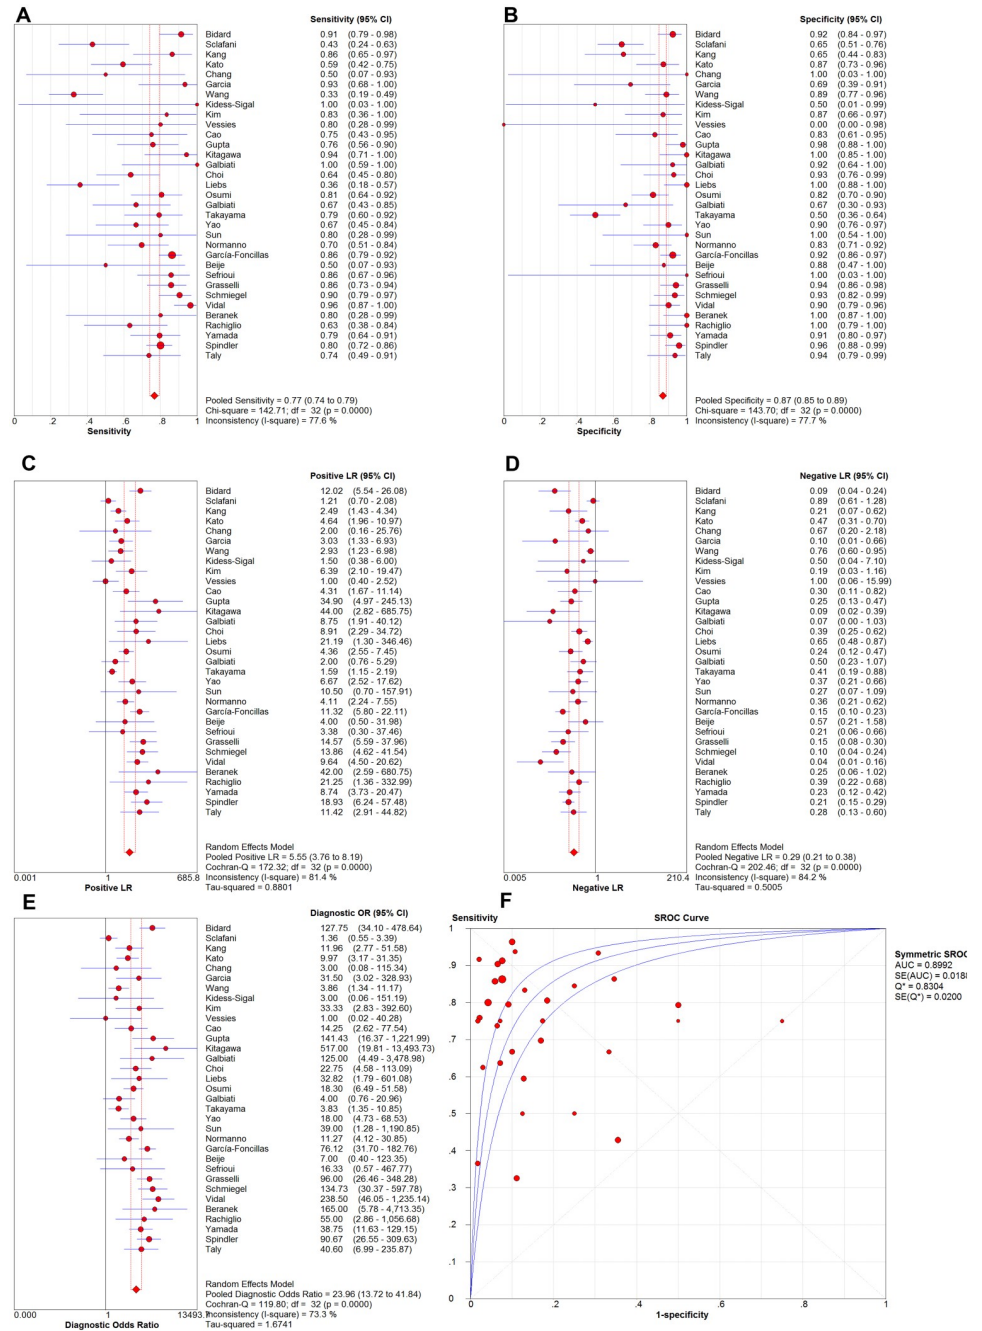 A
Sensitivity (95% CI)
Bidard 0.91 (0.79 - 0.98)
Sclafani 0.43 (0.24 - 0.63)
Kang 0.86 (0.65 - 0.97)
Kato 0.59 (0.42 - 0.75)
Chang 0.50 (0.07 - 0.93)
Garcia 0.93 (0.68 - 1.00)
Wang 0.33 (0.19 - 0.49)
Kidess-Sigal 1.00 (0.03 - 1.00)
Kim 0.83 (0.36 - 1.00)
Vessies 0.80 (0.28 - 0.99)
Cao 0.75 (0.43 - 0.95)
Gupta 0.76 (0.56 - 0.90)
Kitagawa 0.94 (0.71 - 1.00)
Galbiati 1.00 (0.59 - 1.00)
Choi 0.64 (0.45 - 0.80)
Liebs 0.36 (0.18 - 0.57)
Osumi 0.81 (0.64 - 0.92)
Galbiati 0.67 (0.43 - 0.85)
Takayama 0.79 (0.60 - 0.92)
Yao 0.67 (0.45 - 0.84)
Sun 0.80 (0.28 - 0.99)
Normanno 0.70 (0.51 - 0.84)
García-Foncillas 0.86 (0.79 - 0.92)
Beije 0.50 (0.07 - 0.93)
Sefrioui 0.86 (0.67 - 0.96)
Grasselli 0.86 (0.73 - 0.94)
Schmiegel 0.90 (0.79 - 0.97)
Vidal 0.96 (0.87 - 1.00)
Beranek 0.80 (0.28 - 0.99)
Rachiglio 0.63 (0.38 - 0.84)
Yamada 0.79 (0.64 - 0.91)
Spindler 0.80 (0.72 - 0.86)
Taly 0.74 (0.49 - 0.91)
Pooled Sensitivity = 0.77 (0.74 to 0.79)
Chi-square = 142.71; df = 32 (p = 0.0000)
Inconsistency (I-square) = 77.6 %
0 .2 .4 .6 .8 1
Sensitivity
B
Specificity (95% CI)
Bidard 0.92 (0.84 - 0.97)
Sclafani 0.65 (0.51 - 0.76)
Kang 0.65 (0.44 - 0.83)
Kato 0.87 (0.73 - 0.96)
Chang 1.00 (0.03 - 1.00)
Garcia 0.69 (0.39 - 0.91)
Wang 0.89 (0.77 - 0.96)
Kidess-Sigal 0.50 (0.01 - 0.99)
Kim 0.87 (0.66 - 0.97)
Vessies 0.00 (0.00 - 0.98)
Cao 0.83 (0.61 - 0.95)
Gupta 0.98 (0.88 - 1.00)
Kitagawa 1.00 (0.85 - 1.00)
Galbiati 0.92 (0.64 - 1.00)
Choi 0.93 (0.76 - 0.99)
Liebs 1.00 (0.88 - 1.00)
Osumi 0.82 (0.70 - 0.90)
Galbiati 0.67 (0.30 - 0.93)
Takayama 0.50 (0.36 - 0.64)
Yao 0.90 (0.76 - 0.97)
Sun 1.00 (0.54 - 1.00)
Normanno 0.83 (0.71 - 0.92)
García-Foncillas 0.92 (0.86 - 0.97)
Beije 0.88 (0.47 - 1.00)
Sefrioui 1.00 (0.03 - 1.00)
Grasselli 0.94 (0.86 - 0.98)
Schmiegel 0.93 (0.82 - 0.99)
Vidal 0.90 (0.79 - 0.96)
Beranek 1.00 (0.87 - 1.00)
Rachiglio 1.00 (0.79 - 1.00)
Yamada 0.91 (0.80 - 0.97)
Spindler 0.96 (0.88 - 0.99)
Taly 0.94 (0.79 - 0.99)
Pooled Specificity = 0.87 (0.85 to 0.89)
Chi-square = 143.70; df = 32 (p = 0.0000)
Inconsistency (I-square) = 77.7 %
0 .2 .4 .6 .8 1
Specificity
C
Positive LR (95% CI)
Bidard 12.02 (5.54 - 26.08)
Sclafani 1.21 (0.70 - 2.08)
Kang 2.49 (1.43 - 4.34)
Kato 4.64 (1.96 - 10.97)
Chang 2.00 (0.16 - 25.76)
Garcia 3.03 (1.33 - 6.93)
Wang 2.93 (1.23 - 6.98)
Kidess-Sigal 1.50 (0.38 - 6.00)
Kim 6.39 (2.10 - 19.47)
Vessies 1.00 (0.40 - 2.52)
Cao 4.31 (1.67 - 11.14)
Gupta 34.90 (4.97 - 245.13)
Kitagawa 44.00 (2.82 - 685.75)
Galbiati 8.75 (1.91 - 40.12)
Choi 8.91 (2.29 - 34.72)
Liebs 21.19 (1.30 - 346.46)
Osumi 4.36 (2.55 - 7.45)
Galbiati 2.00 (0.76 - 5.29)
Takayama 1.59 (1.15 - 2.19)
Yao 6.67 (2.52 - 17.62)
Sun 10.50 (0.70 - 157.91)
Normanno 4.11 (2.24 - 7.55)
García-Foncillas 11.32 (5.80 - 22.11)
Beije 4.00 (0.50 - 31.98)
Sefrioui 3.38 (0.30 - 37.46)
Grasselli 14.57 (5.59 - 37.96)
Schmiegel 13.86 (4.62 - 41.54)
Vidal 9.64 (4.50 - 20.62)
Beranek 42.00 (2.59 - 680.75)
Rachiglio 21.25 (1.36 - 332.99)
Yamada 8.74 (3.73 - 20.47)
Spindler 18.93 (6.24 - 57.48)
Taly 11.42 (2.91 - 44.82)
Random Effects Model
Pooled Positive LR = 5.55 (3.76 to 8.19)
Cochran-Q = 172.32; df = 32 (p = 0.0000)
Inconsistency (I-square) = 81.4 %
Tau-squared = 0.8801
0.001 1 685.8
Positive LR
D
Negative LR (95% CI)
Bidard 0.09 (0.04 - 0.24)
Sclafani 0.89 (0.61 - 1.28)
Kang 0.21 (0.07 - 0.62)
Kato 0.47 (0.31 - 0.70)
Chang 0.67 (0.20 - 2.18)
Garcia 0.10 (0.01 - 0.66)
Wang 0.76 (0.60 - 0.95)
Kidess-Sigal 0.50 (0.04 - 7.10)
Kim 0.19 (0.03 - 1.16)
Vessies 1.00 (0.06 - 15.99)
Cao 0.30 (0.11 - 0.82)
Gupta 0.25 (0.13 - 0.47)
Kitagawa 0.09 (0.02 - 0.39)
Galbiati 0.07 (0.00 - 1.03)
Choi 0.39 (0.25 - 0.62)
Liebs 0.65 (0.48 - 0.87)
Osumi 0.24 (0.12 - 0.47)
Galbiati 0.50 (0.23 - 1.07)
Takayama 0.41 (0.19 - 0.88)
Yao 0.37 (0.21 - 0.66)
Sun 0.27 (0.07 - 1.09)
Normanno 0.36 (0.21 - 0.62)
García-Foncillas 0.15 (0.10 - 0.23)
Beije 0.57 (0.21 - 1.58)
Sefrioui 0.21 (0.06 - 0.66)
Grasselli 0.15 (0.08 - 0.30)
Schmiegel 0.10 (0.04 - 0.24)
Vidal 0.04 (0.01 - 0.16)
Beranek 0.25 (0.06 - 1.02)
Rachiglio 0.39 (0.22 - 0.68)
Yamada 0.23 (0.12 - 0.42)
Spindler 0.21 (0.15 - 0.29)
Taly 0.28 (0.13 - 0.60)
Random Effects Model
Pooled Negative LR = 0.29 (0.21 to 0.38)
Cochran-Q = 202.46; df = 32 (p = 0.0000)
Inconsistency (I-square) = 84.2 %
Tau-squared = 0.5005
0.005 1 210.4
Negative LR
E
Diagnostic OR (95% CI)
Bidard 127.75 (34.10 - 478.64)
Sclafani 1.36 (0.55 - 3.39)
Kang 11.96 (2.77 - 51.58)
Kato 9.97 (3.17 - 31.35)
Chang 3.00 (0.08 - 115.34)
Garcia 31.50 (3.02 - 328.93)
Wang 3.86 (1.34 - 11.17)
Kidess-Sigal 3.00 (0.06 - 151.19)
Kim 33.33 (2.83 - 392.60)
Vessies 1.00 (0.02 - 40.28)
Cao 14.25 (2.62 - 77.54)
Gupta 141.43 (16.37 - 1,221.99)
Kitagawa 517.00 (19.81 - 13,493.73)
Galbiati 125.00 (4.49 - 3,478.98)
Choi 22.75 (4.58 - 113.09)
Liebs 32.82 (1.79 - 601.08)
Osumi 18.30 (6.49 - 51.58)
Galbiati 4.00 (0.76 - 20.96)
Takayama 3.83 (1.35 - 10.85)
Yao 18.00 (4.73 - 68.53)
Sun 39.00 (1.28 - 1,190.85)
Normanno 11.27 (4.12 - 30.85)
García-Foncillas 76.12 (31.70 - 182.76)
Beije 7.00 (0.40 - 123.35)
Sefrioui 16.33 (0.57 - 467.77)
Grasselli 96.00 (26.46 - 348.28)
Schmiegel 134.73 (30.37 - 597.78)
Vidal 238.50 (46.05 - 1,235.14)
Beranek 165.00 (5.78 - 4,713.35)
Rachiglio 55.00 (2.86 - 1,056.68)
Yamada 38.75 (11.63 - 129.15)
Spindler 90.67 (26.55 - 309.63)
Taly 40.60 (6.99 - 235.87)
Random Effects Model
Pooled Diagnostic Odds Ratio = 23.96 (13.72 to 41.84)
Cochran-Q = 119.80; df = 32 (p = 0.0000)
Inconsistency (I-square) = 73.3 %
Tau-squared = 1.6741
0.000 1 13493.7
Diagnostic Odds Ratio
F
Sensitivity
SROC Curve
1
.9
.8
.7
.6
.5
.4
.3
.2
.1
0
0 .2 .4 .6 .8 1
1-specificity
Symmetric SROC
AUC = 0.8992
SE(AUC) = 0.018
Q* = 0.8304
SE(Q*) = 0.0200